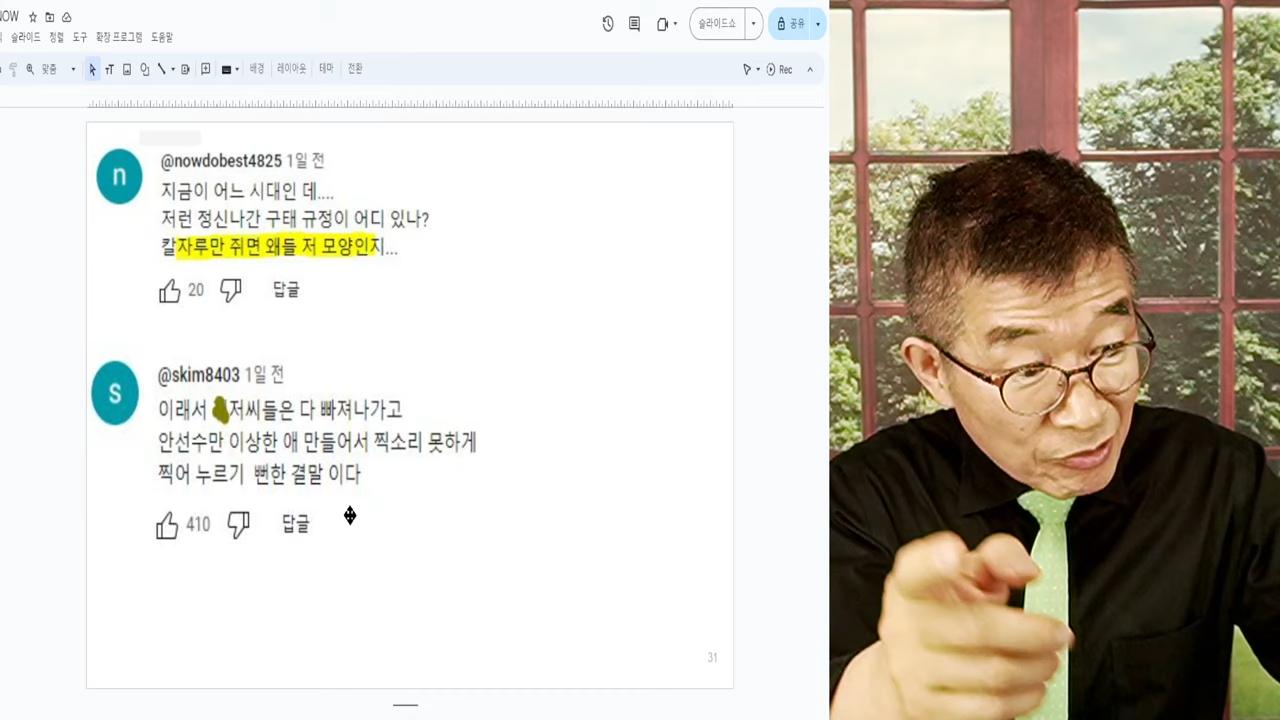 NOW
슬라이드 정렬 도구 확장 프로그램 도움말
슬라이드쇼
공유
맞춤
배경 레이아웃 테마 전환
Rec
n
@nowdobest4825 1일 전
지금이 어느 시대인 데....
저런 정신나간 구태 규정이 어디 있나?
칼자루만 쥐면 왜들 저 모양인지...
20 답글
s
@skim8403 1일 전
이래서 저씨들은 다 빠져나가고
안선수만 이상한 애 만들어서 찍소리 못하게
찍어 누르기 뻔한 결말 이다
410 답글
31